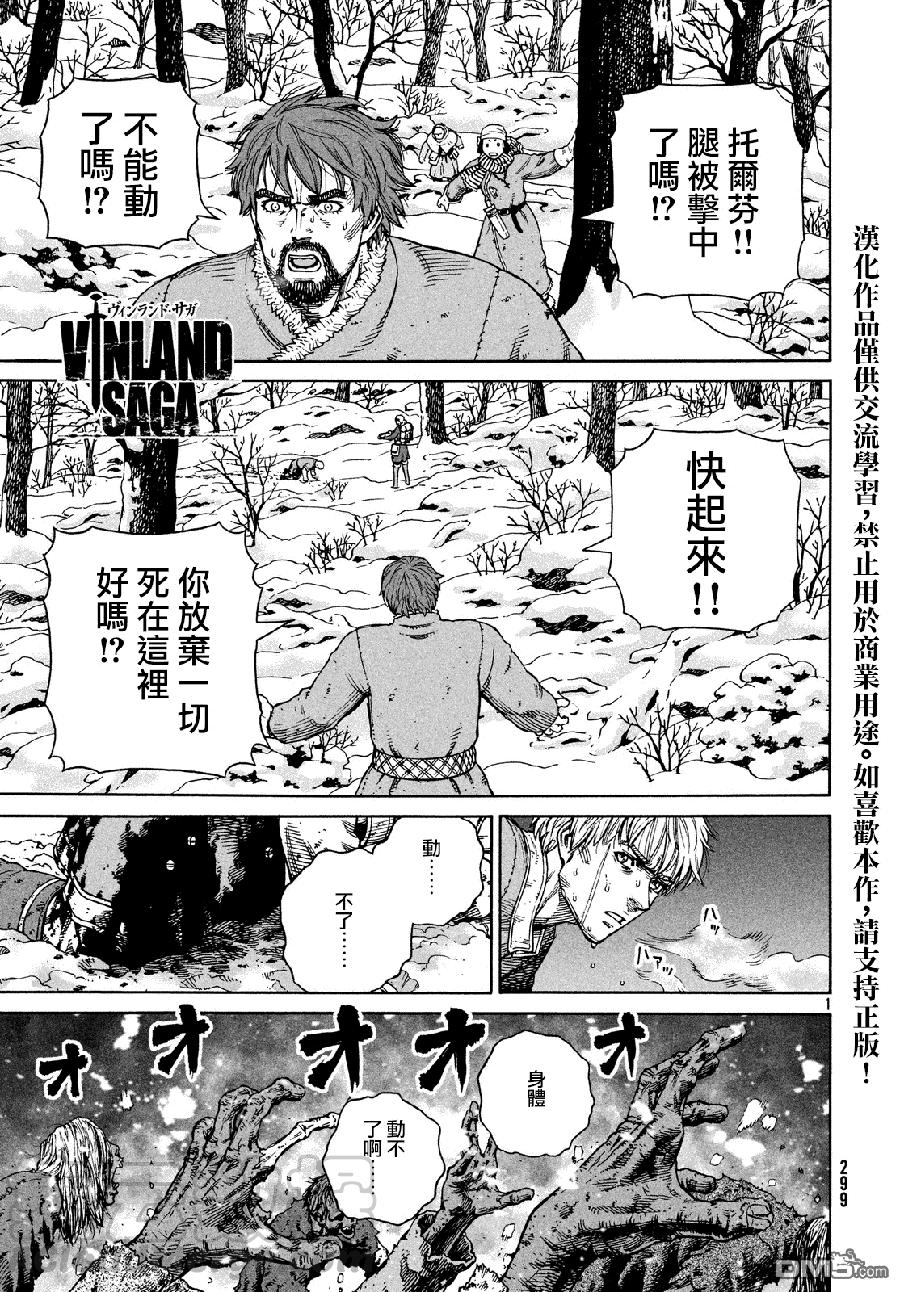 托爾芬!!
腿被擊中
了嗎!?
不能動
了嗎!?
ヴィンランド・サガ
VINLAND
SAGA
快起來!!
你放棄一切
死在這裡
好嗎!?
ハァッ
ハァッ
動…
不了……
1
オ
オ
オ
オ
オ
身體
動不
了啊……
漢化作品僅供交流學習，禁止用於商業用途。如喜歡本作，請支持正版！
299
DM5.com